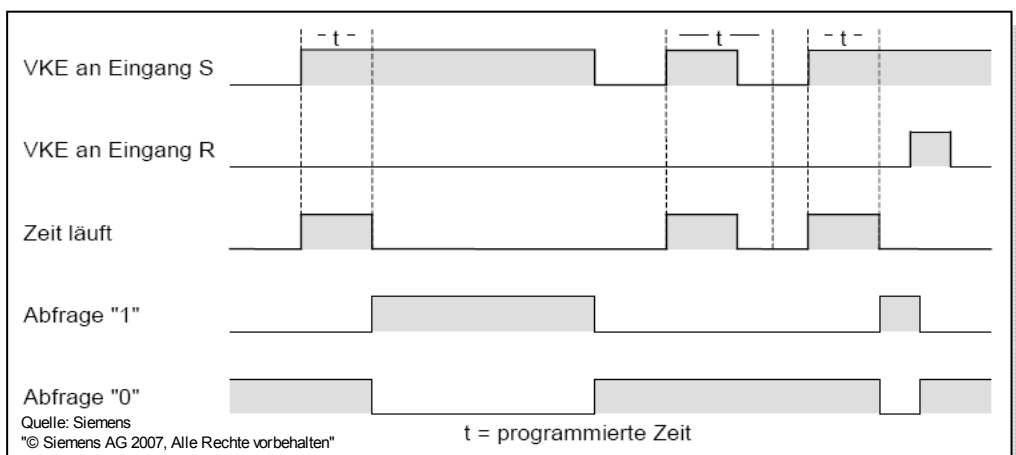 - t -
— t —
- t -
VKE an Eingang S
VKE an Eingang R
Zeit läuft
Abfrage "1"
Abfrage "0"
Quelle: Siemens
"© Siemens AG 2007, Alle Rechte vorbehalten"
t = programmierte Zeit